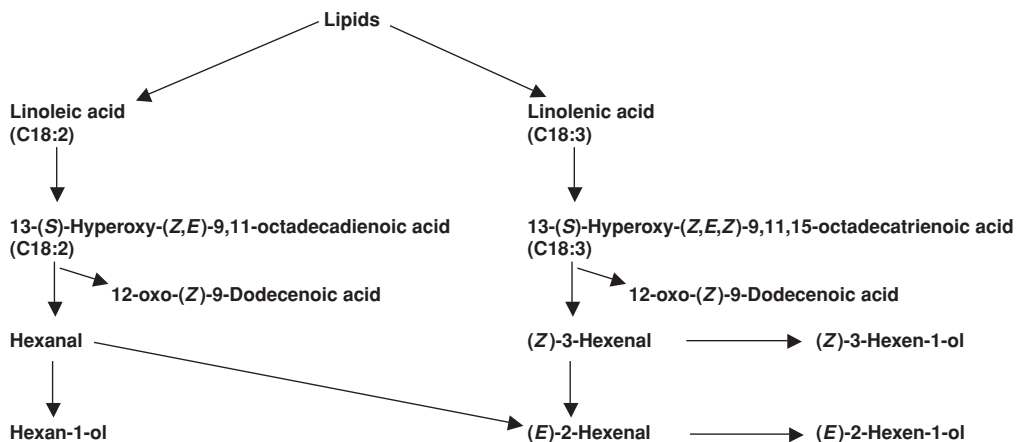 Lipids
Linoleic acid
(C18:2)
Linolenic acid
(C18:3)
13-(S)-Hyperoxy-(Z,E)-9,11-octadecadienoic acid
(C18:2)
13-(S)-Hyperoxy-(Z,E,Z)-9,11,15-octadecatrienoic acid
(C18:3)
12-oxo-(Z)-9-Dodecenoic acid
12-oxo-(Z)-9-Dodecenoic acid
Hexanal
(Z)-3-Hexenal
(Z)-3-Hexen-1-ol
Hexan-1-ol
(E)-2-Hexenal
(E)-2-Hexen-1-ol